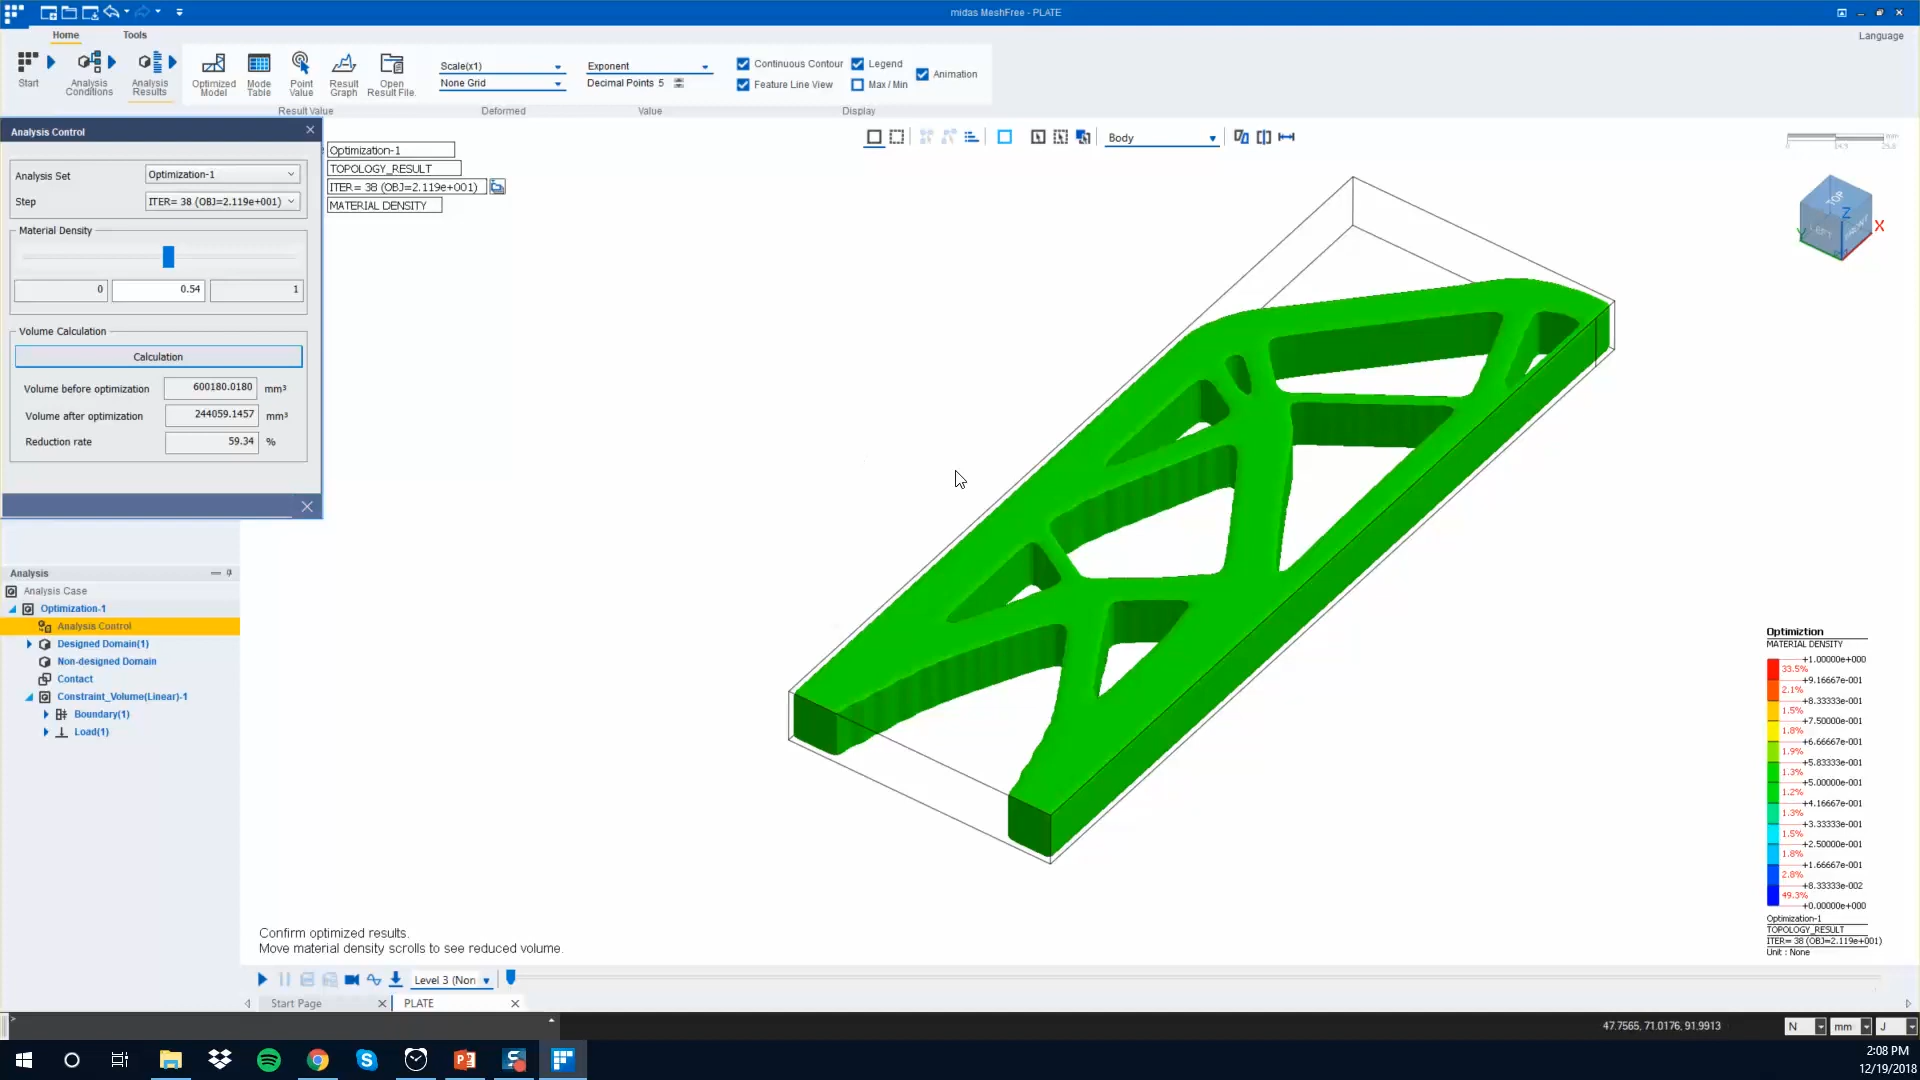 midas MeshFree - PLATE
Home Tools
Language
Start
Analysis Conditions
Analysis Results
Optimized Model
Mode Table
Point Value
Result Graph
Open Result File.
Scale(x1)
None Grid
Exponent
Decimal Points 5
Continuous Contour
Legend
Animation
Feature Line View
Max / Min
Result Value
Deformed
Value
Display
Analysis Control
Analysis Set Optimization-1
Step ITER= 38 (OBJ=2.119e+001)
Material Density
0 0.54 1
Volume Calculation
Calculation
Volume before optimization 600180.0180 mm³
Volume after optimization 244059.1457 mm³
Reduction rate 59.34 %
Optimization-1
TOPOLOGY_RESULT
ITER= 38 (OBJ=2.119e+001)
MATERIAL DENSITY
Body
TOP
LEFT
Z
X
Y
mm
Analysis
Analysis Case
Optimization-1
Analysis Control
Designed Domain(1)
Non-designed Domain
Contact
Constraint_Volume(Linear)-1
Boundary(1)
Load(1)
Optimiztion
MATERIAL DENSITY
+1.00000e+000
33.5%
+9.16667e-001
2.1%
+8.33333e-001
1.5%
+7.50000e-001
1.8%
+6.66667e-001
1.9%
+5.83333e-001
1.3%
+5.00000e-001
1.2%
+4.16667e-001
1.3%
+3.33333e-001
1.5%
+2.50000e-001
1.8%
+1.66667e-001
2.8%
+8.33333e-002
49.3%
+0.00000e+000
Optimization-1
TOPOLOGY_RESULT
ITER= 38 (OBJ=2.119e+001)
Unit : None
Confirm optimized results.
Move material density scrolls to see reduced volume.
Level 3 (Non
Start Page
PLATE
>
47.7565, 71.0176, 91.9913
N mm J
2:08 PM
12/19/2018